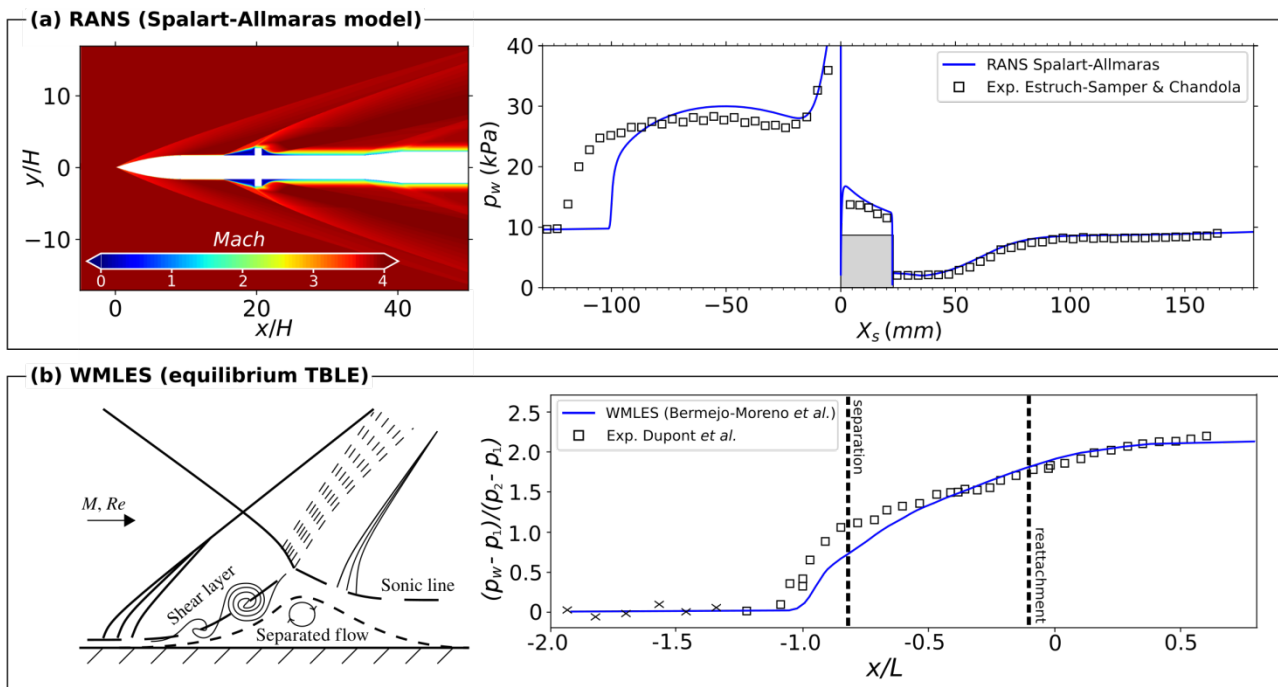 (a) RANS (Spalart-Allmaras model)
y/H
10
0
−10
Mach
0 1 2 3 4
0 20 40
x/H
p_w (kPa)
40
30
20
10
0
RANS Spalart-Allmaras
Exp. Estruch-Samper & Chandola
−100 −50 0 50 100 150
X_s (mm)
(b) WMLES (equilibrium TBLE)
M, Re
Shear layer
Sonic line
Separated flow
(p_w - p_1)/(p_2 - p_1)
2.5
2.0
1.5
1.0
0.5
0
WMLES (Bermejo-Moreno et al.)
Exp. Dupont et al.
separation
reattachment
-2.0 -1.5 -1.0 -0.5 0 0.5
x/L